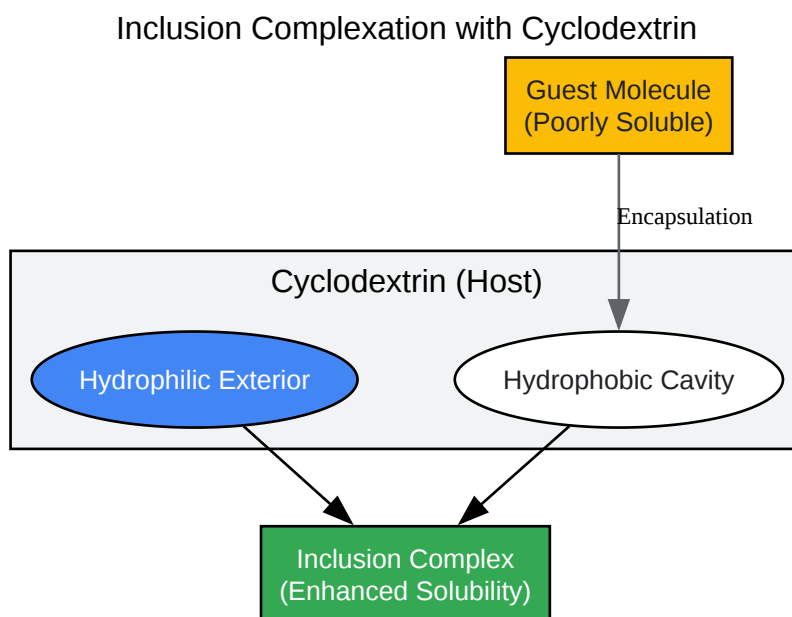 Inclusion Complexation with Cyclodextrin
Guest Molecule
(Poorly Soluble)
Encapsulation
Cyclodextrin (Host)
Hydrophilic Exterior
Hydrophobic Cavity
Inclusion Complex
(Enhanced Solubility)